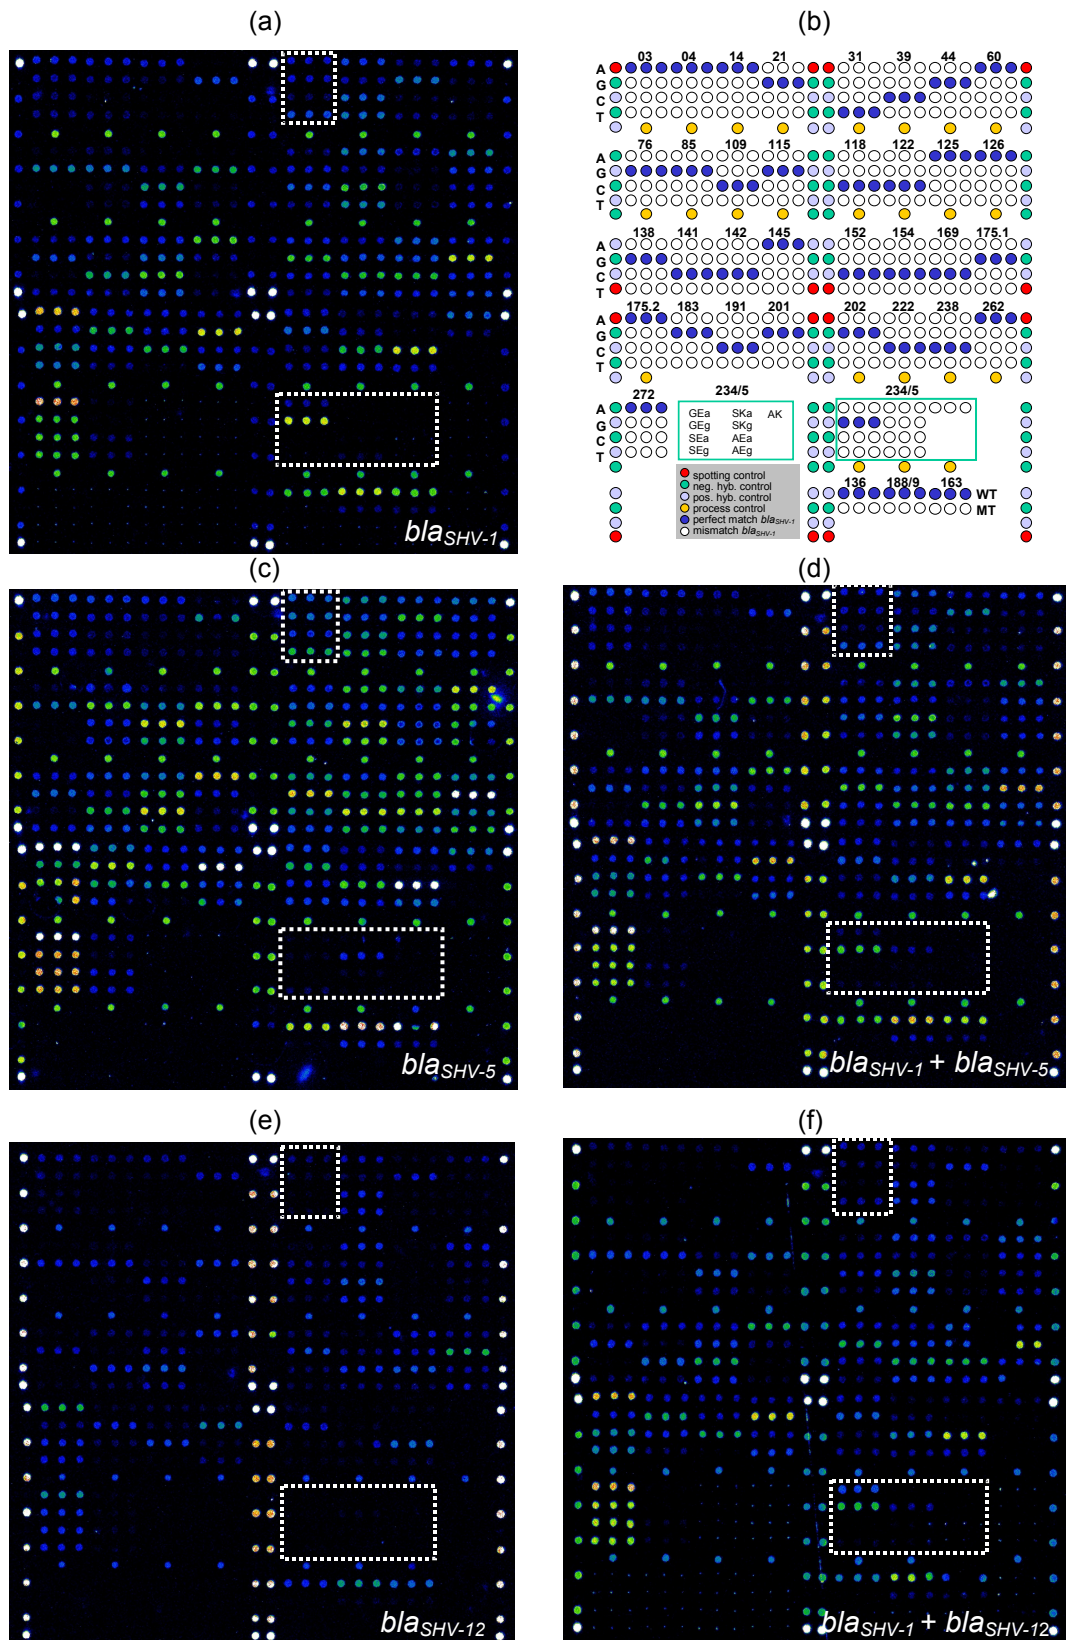 (a)
(b)
03 04 14 21 31 39 44 60
A
G
C
T
76 85 109 115 118 122 125 126
A
G
C
T
138 141 142 145 152 154 169 175.1
A
G
C
T
175.2 183 191 201 202 222 238 262
A
G
C
T
272 234/5 234/5
A
G
C
T
GEa SKa AK
GEg SKg
SEa AEa
SEg AEg
spotting control
neg. hyb. control
pos. hyb. control
process control
perfect match blaSHV-1
mismatch blaSHV-1
136 188/9 163
WT
MT
blaSHV-1
(c)
(d)
blaSHV-5
blaSHV-1 + blaSHV-5
(e)
(f)
blaSHV-12
blaSHV-1 + blaSHV-12